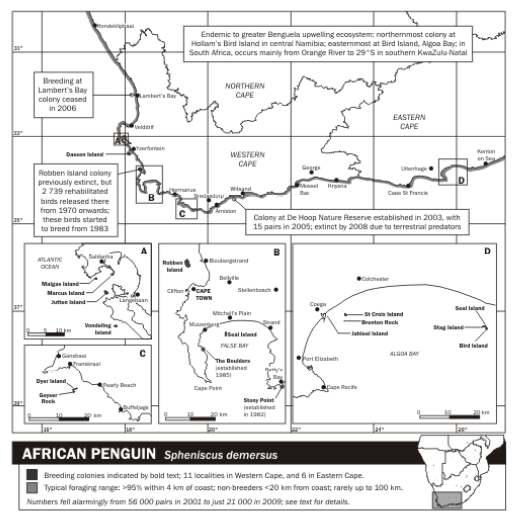 Hondeklipbaai
Endemic to greater Benguela upwelling ecosystem: northernmost colony at
Hollam's Bird Island in central Namibia; easternmost at Bird Island, Algoa Bay; in
South Africa, occurs mainly from Orange River to 29°S in southern KwaZulu-Natal
31°
Breeding at
Lambert's Bay
colony ceased
in 2006
Lambert's Bay
NORTHERN
CAPE
EASTERN
CAPE
Velddrif
33°
A
Yzerfontein
Dassen Island
WESTERN
CAPE
Robben Island colony
previously extinct, but
2 739 rehabilitated
birds released there
from 1970 onwards;
these birds started
to breed from 1983
B
Hermanus
C
Bredasdorp
Arniston
Witsand
George
Mossel
Bay
Knysna
Uitenhage
Cape St Francis
D
Kenton
on Sea
35°
Colony at De Hoop Nature Reserve established in 2003, with
15 pairs in 2005; extinct by 2008 due to terrestrial predators
A
ATLANTIC
OCEAN
Saldanha
Malgas Island
Marcus Island
Jutten Island
Langebaan
Vondeling
Island
0 5 10 km
B
Robben
Island
Bloubergstrand
Bellville
Clifton
CAPE
TOWN
Stellenbosch
Mitchell's Plain
Muizenberg
Strand
Seal Island
FALSE BAY
The Boulders
(established
1985)
Betty's
Bay
Cape Point
Stony Point
(established
in 1982)
0 10 20 km
C
Gansbaai
Franskraal
Dyer Island
Geyser
Rock
Pearly Beach
Buffeljags
0 10 20 km
D
Colchester
Coega
St Croix Island
Brenton Rock
Jahleel Island
Seal Island
Stag Island
Bird Island
ALGOA BAY
Port Elizabeth
Cape Recife
0 10 20 km
37°
39°
16°
18°
20°
22°
24°
26°
AFRICAN PENGUIN Spheniscus demersus
Breeding colonies indicated by bold text; 11 localities in Western Cape, and 6 in Eastern Cape.
Typical foraging range: >95% within 4 km of coast; non-breeders <20 km from coast; rarely up to 100 km.
Numbers fell alarmingly from 56 000 pairs in 2001 to just 21 000 in 2009; see text for details.